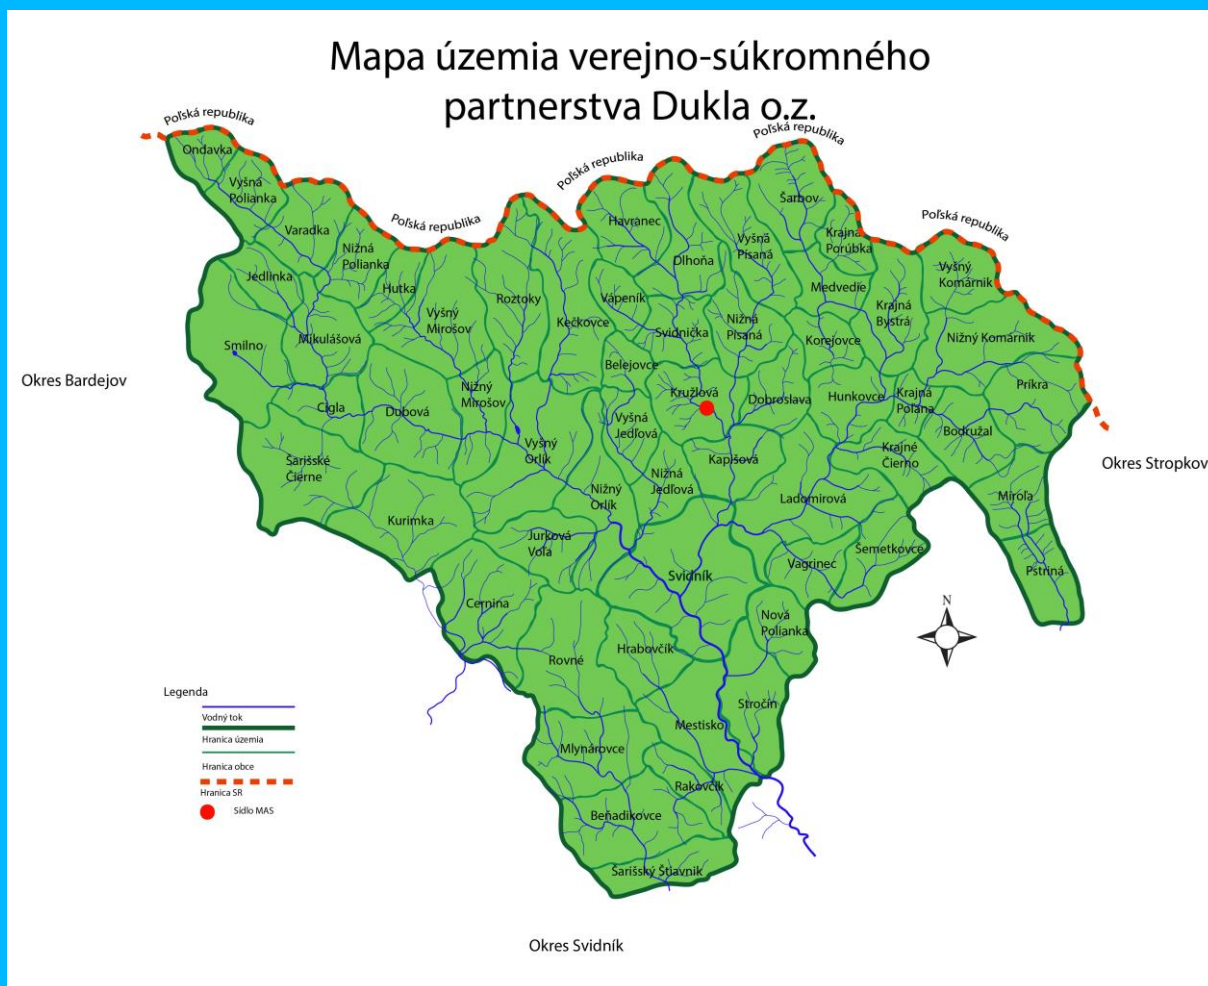 Mapa územia verejno-súkromného
partnerstva Dukla o.z.
Poľská republika
Poľská republika
Poľská republika
Poľská republika
Poľská republika
Ondavka
Vyšná
Polianka
Varadka
Nižná
Polianka
Jedlinka
Hutka
Vyšný
Mirošov
Mikulášová
Smilno
Roztoky
Kečkovce
Havranec
Vápeník
Dlhoňa
Svidnička
Vyšná
Písaná
Nižná
Písaná
Šarbov
Krajná
Porúbka
Medvedie
Krajná
Bystrá
Korejovce
Vyšný
Komárnik
Nižný Komárnik
Príkra
Belejovce
Kružlová
Dobroslava
Hunkovce
Krajná
Poľana
Bodružal
Okres Bardejov
Cigla
Dubová
Nižný
Mirošov
Vyšný
Orlík
Vyšná
Jedľová
Nižná
Jedľová
Kapišová
Krajné
Čierno
Okres Stropkov
Šarišské
Čierne
Nižný
Orlík
Ladomirová
Miroľa
Kurimka
Jurková
Voľa
Svidník
Vagrinec
Šemetkovce
Pstriná
Cernina
Nová
Polianka
N
Rovné
Hrabovčík
Stročín
Mestisko
Mlynárovce
Rakovčík
Beňadikovce
Šarišský Štiavnik
Legenda
Vodný tok
Hranica územia
Hranica obce
Hranica SR
Sídlo MAS
Okres Svidník